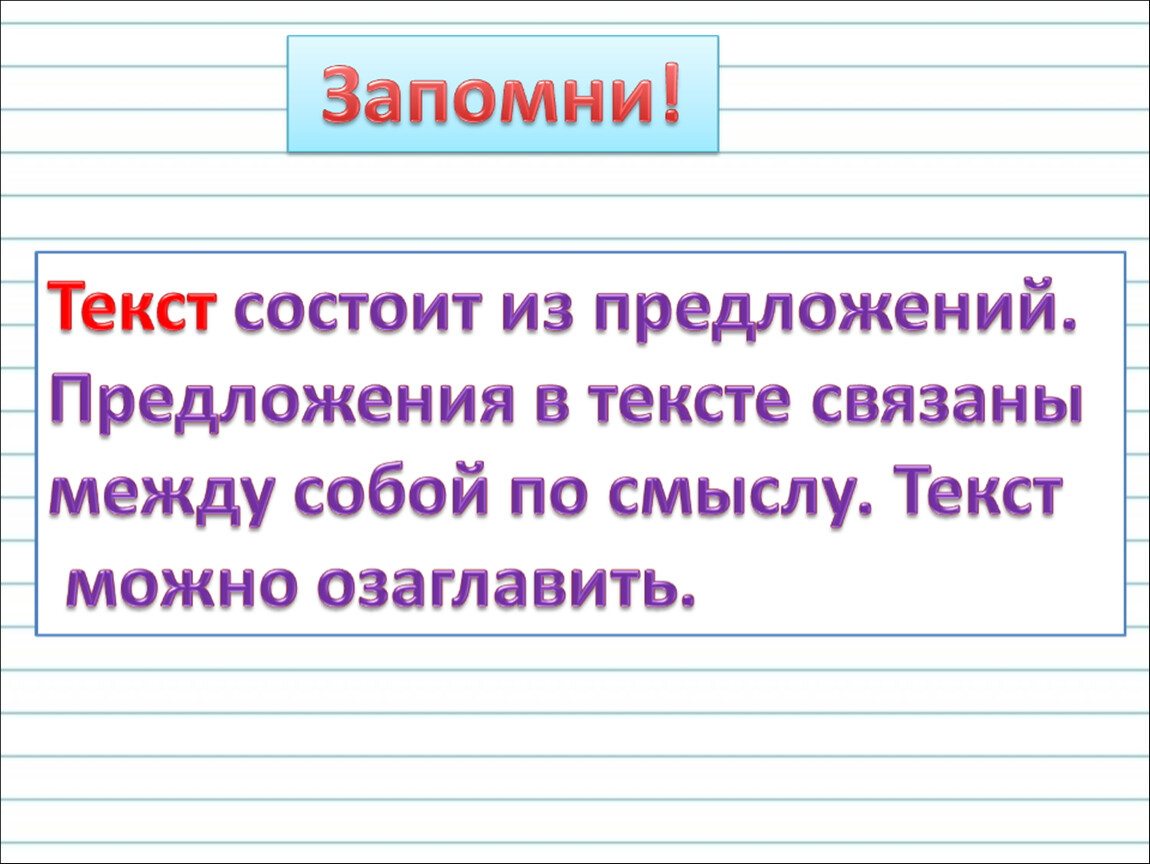 Запомни!
Текст состоит из предложений.
Предложения в тексте связаны
между собой по смыслу. Текст
можно озаглавить.